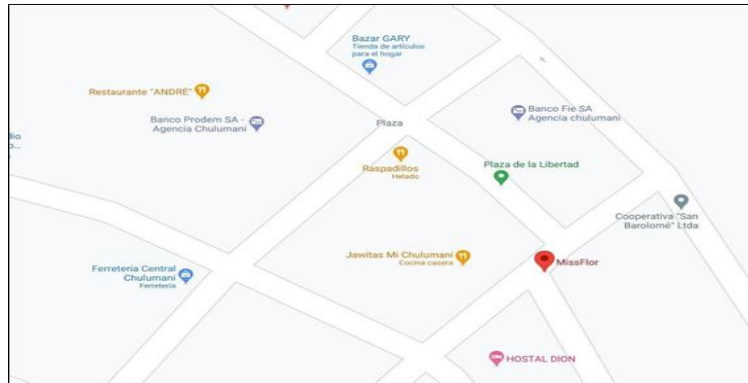 Bazar GARY
Tienda de artículos
para el hogar
Restaurante "ANDRÉ"
Banco Prodem SA -
Agencia Chulumani
Plaza
Banco Fie SA
Agencia chulumani
Raspadillos
Helado
Plaza de la Libertad
dio
o...
Cooperativa "San
Barolomé" Ltda
Jawitas Mi Chulumani
Cocina casera
MissFlor
Ferretería Central
Chulumani
Ferretería
HOSTAL DION